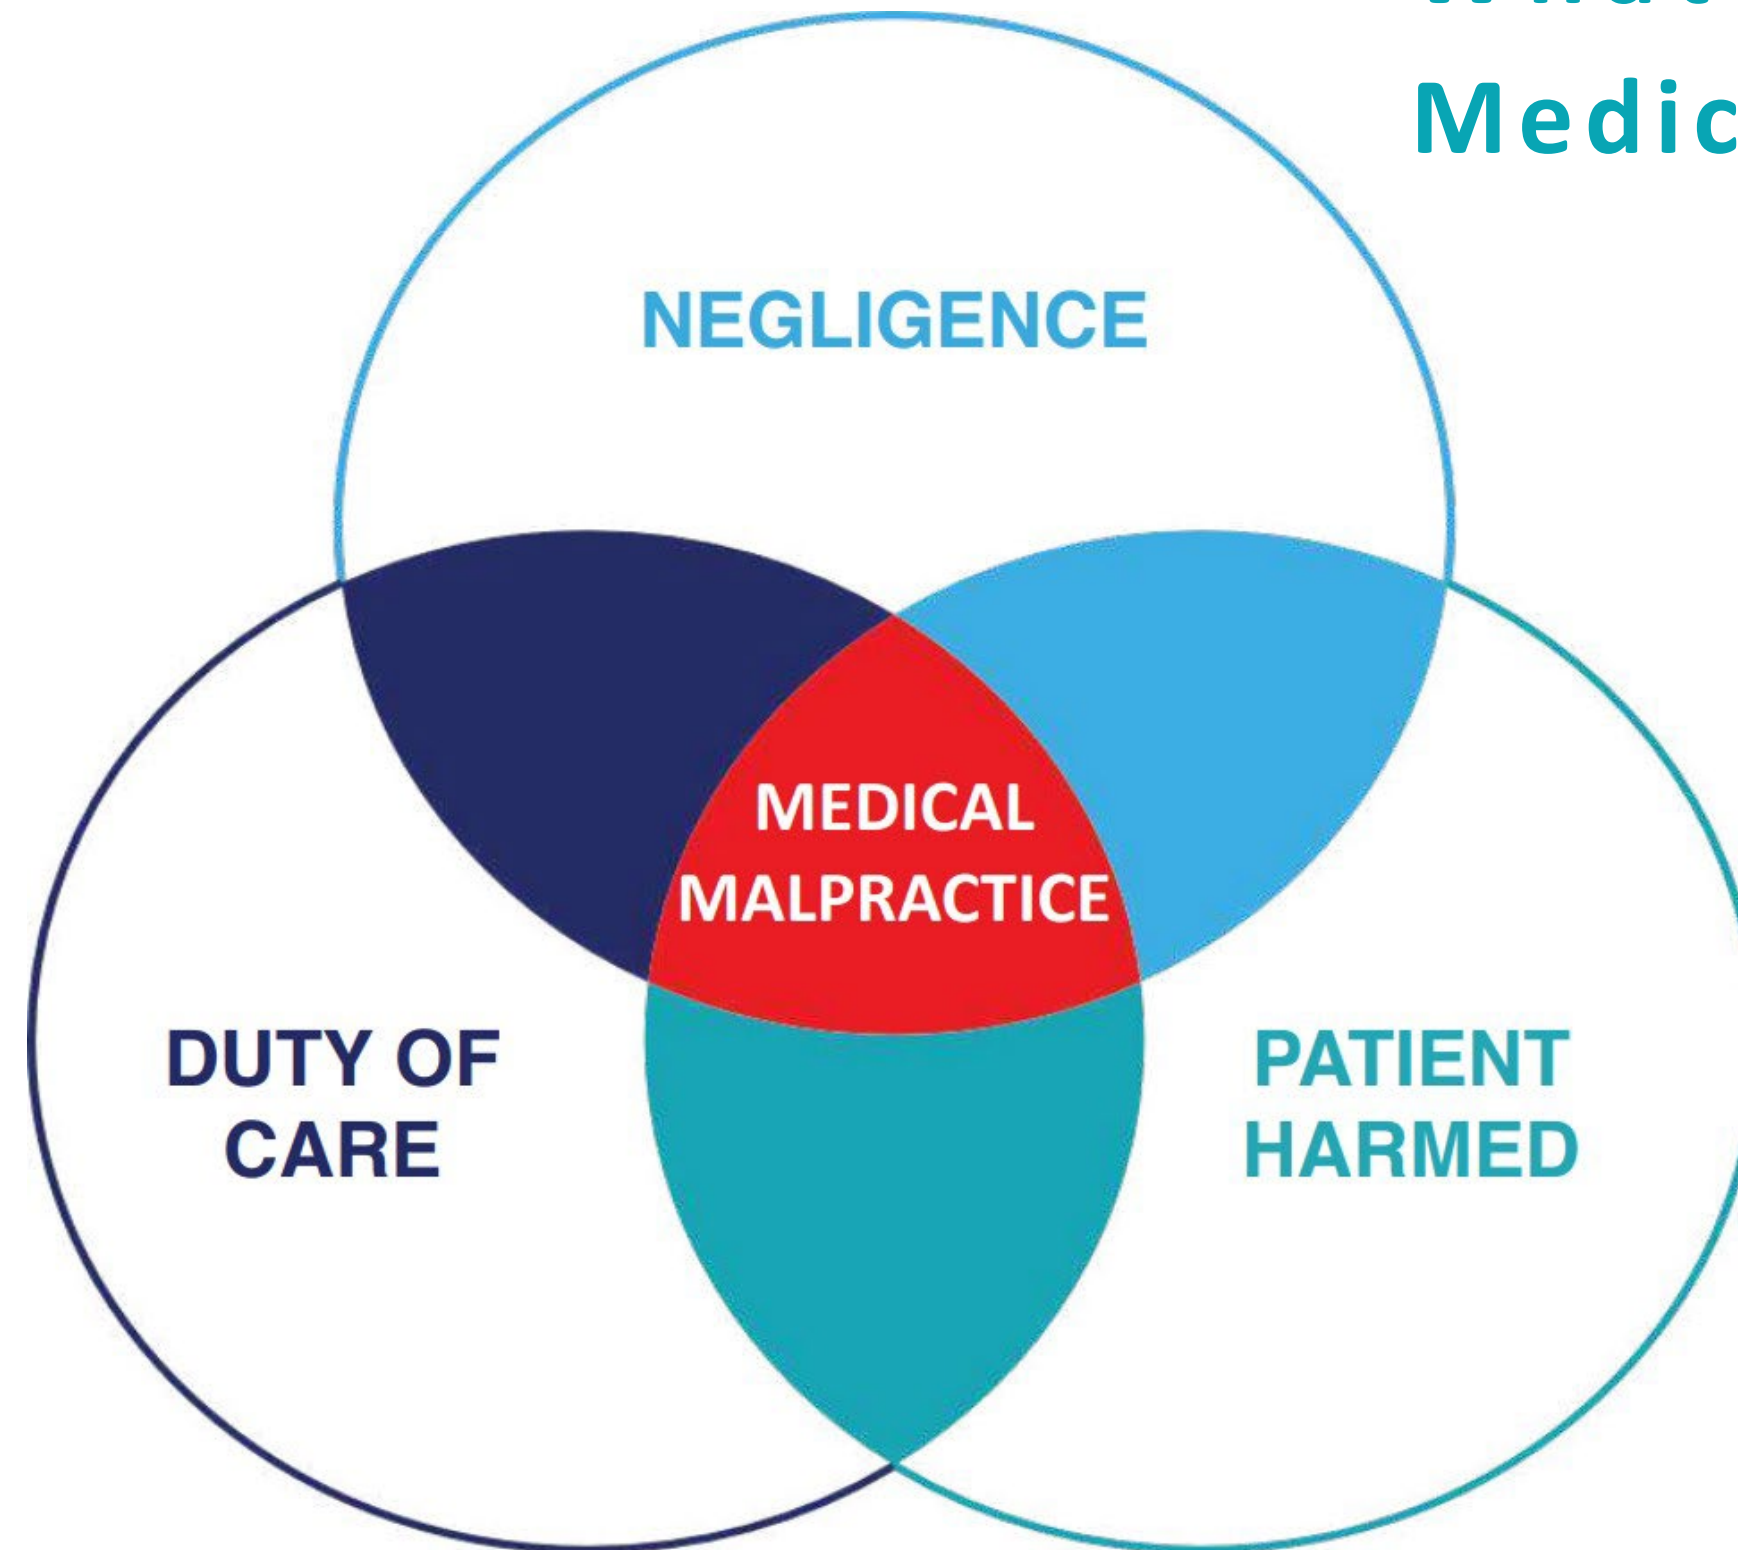 Medic
NEGLIGENCE
MEDICAL
MALPRACTICE
DUTY OF
CARE
PATIENT
HARMED